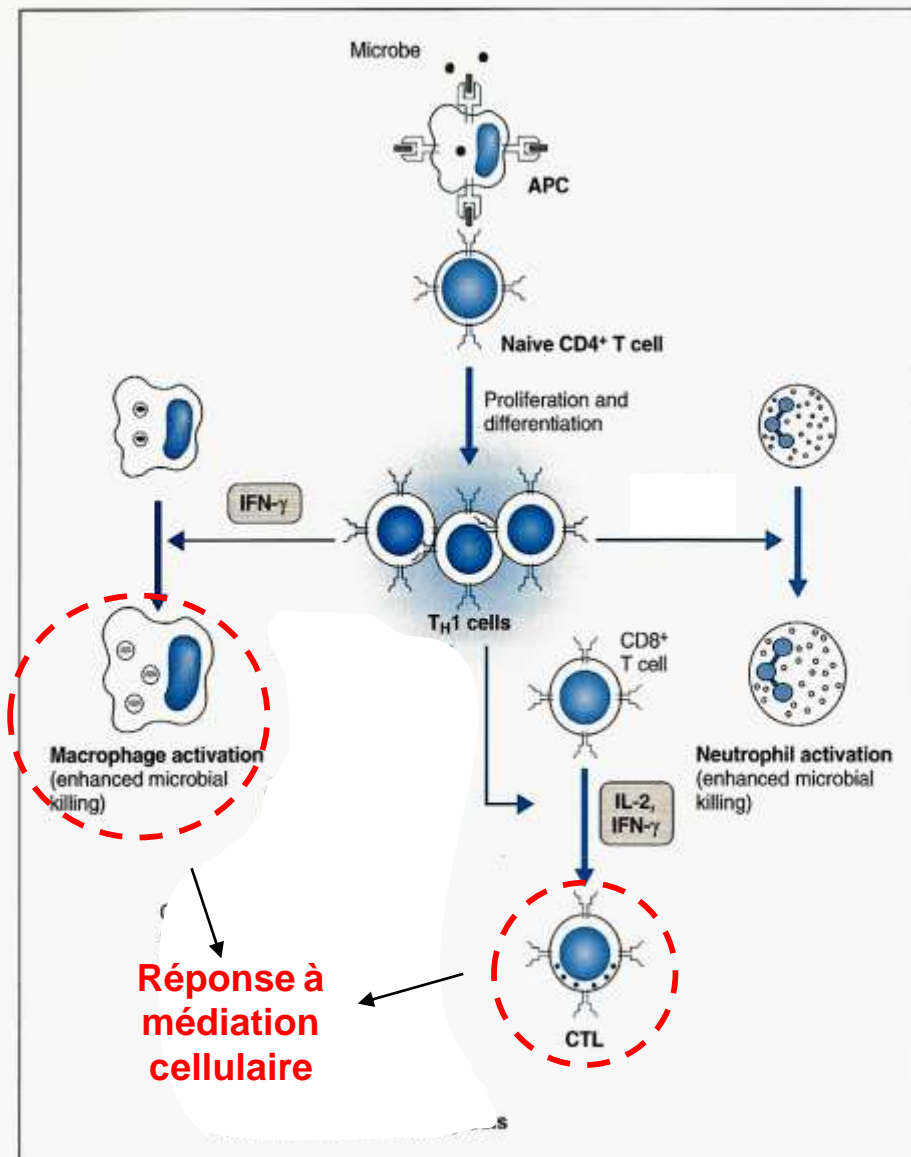 Microbe
APC
Naive CD4⁺ T cell
Proliferation and
differentiation
IFN-γ
T_H1 cells
CD8⁺
T cell
Macrophage activation
(enhanced microbial
killing)
Neutrophil activation
(enhanced microbial
killing)
IL-2,
IFN-γ
Réponse à
médiation
cellulaire
CTL